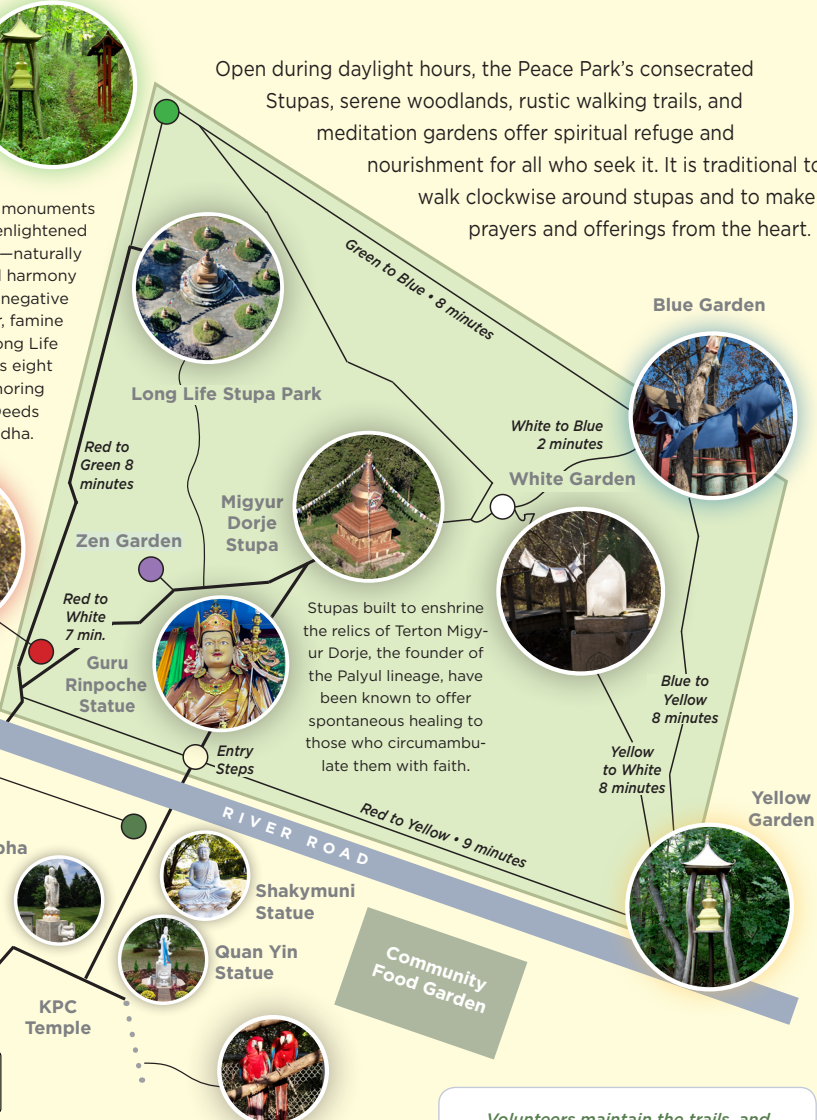 Open during daylight hours, the Peace Park's consecrated
Stupas, serene woodlands, rustic walking trails, and
meditation gardens offer spiritual refuge and
nourishment for all who seek it. It is traditional to
walk clockwise around stupas and to make
prayers and offerings from the heart.
monuments
enlightened
—naturally
harmony
negative
famine
Long Life
eight
Deeds
Green to Blue • 8 minutes
Blue Garden
Long Life Stupa Park
White to Blue
2 minutes
White Garden
Red to
Green 8
minutes
Migyur
Dorje
Stupa
Zen Garden
Red to
White
7 min.
Stupas built to enshrine
the relics of Terton Migy-
ur Dorje, the founder of
the Palyul lineage, have
been known to offer
spontaneous healing to
those who circumambu-
late them with faith.
Guru
Rinpoche
Statue
Blue to
Yellow
8 minutes
Entry
Steps
Yellow
to White
8 minutes
Yellow
Garden
RIVER ROAD
Red to Yellow • 9 minutes
Shakymuni
Statue
Quan Yin
Statue
Community
Food Garden
KPC
Temple
Volunteers maintain the trails, and